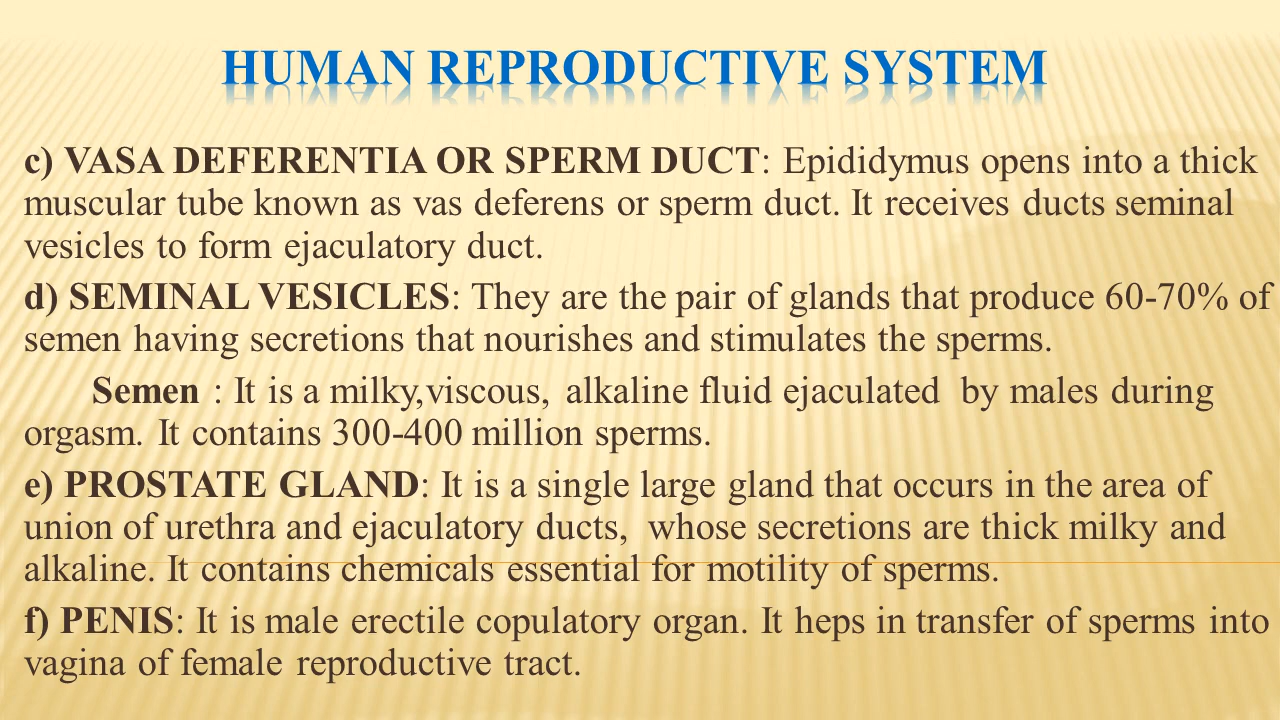 HUMAN REPRODUCTIVE SYSTEM
c) VASA DEFERENTIA OR SPERM DUCT: Epididymus opens into a thick
muscular tube known as vas deferens or sperm duct. It receives ducts seminal
vesicles to form ejaculatory duct.
d) SEMINAL VESICLES: They are the pair of glands that produce 60-70% of
semen having secretions that nourishes and stimulates the sperms.
Semen : It is a milky,viscous, alkaline fluid ejaculated by males during
orgasm. It contains 300-400 million sperms.
e) PROSTATE GLAND: It is a single large gland that occurs in the area of
union of urethra and ejaculatory ducts, whose secretions are thick milky and
alkaline. It contains chemicals essential for motility of sperms.
f) PENIS: It is male erectile copulatory organ. It heps in transfer of sperms into
vagina of female reproductive tract.